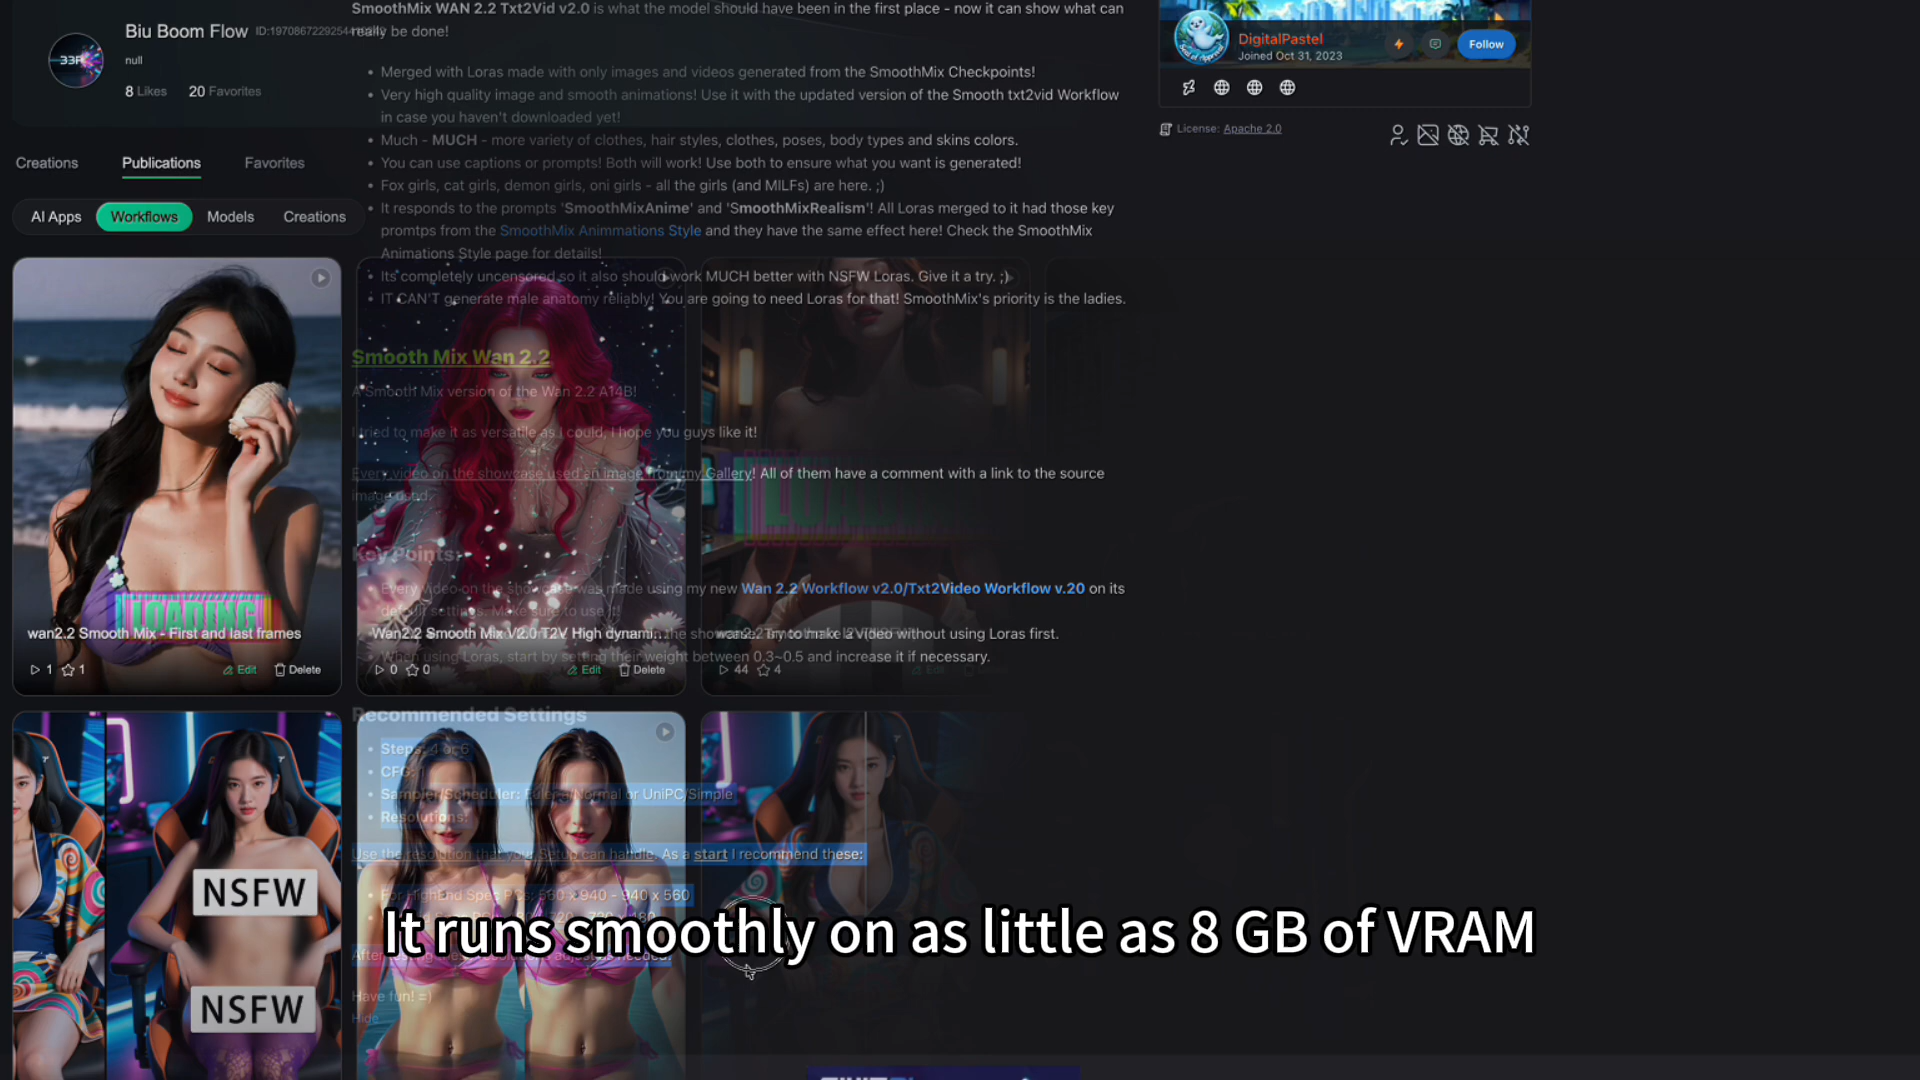 Biu Boom Flow
null
8 Likes 20 Favorites
Creations Publications Favorites
AI Apps Workflows Models Creations
SmoothMix WAN 2.2 Txt2Vid v2.0 is what the model should have been in the first place - now it can show what can
really be done!
Merged with Loras made with only images and videos generated from the SmoothMix Checkpoints!
Very high quality image and smooth animations! Use it with the updated version of the Smooth txt2vid Workflow
in case you haven't downloaded yet!
Much - MUCH - more variety of clothes, hair styles, clothes, poses, body types and skins colors.
You can use captions or prompts! Both will work! Use both to ensure what you want is generated!
Fox girls, cat girls, demon girls, oni girls - all the girls (and MILFs) are here. ;)
It responds to the prompts 'SmoothMixAnime' and 'SmoothMixRealism'! All Loras merged to it had those key
promtps from the SmoothMix Animmations Style and they have the same effect here! Check the SmoothMix
Animations Style page for details!
Its completely uncensored so it also should work MUCH better with NSFW Loras. Give it a try. ;)
IT CAN'T generate male anatomy reliably! You are going to need Loras for that! SmoothMix's priority is the ladies.
Smooth Mix Wan 2.2
A Smooth Mix version of the Wan 2.2 A14B!
I tried to make it as versatile as I could, i hope you guys like it!
Every video on the showcase used an image from my Gallery! All of them have a comment with a link to the source
image used.
Key Points:
Every video on the showcase was made using my new Wan 2.2 Workflow v2.0/Txt2Video Workflow v.20 on its
default settings. Make sure to use it!
the showcase. Try to make a video without using Loras first.
When using Loras, start by setting their weight between 0.3~0.5 and increase it if necessary.
Recommended Settings
Steps: 4 or 6
CFG: 1
Sampler/Scheduler: Euler a/Normal or UniPC/Simple
Resolutions:
Use the resolution that your Setup can handle. As a start I recommend these:
For HighEnd Spec PCs: 560 x 940 - 940 x 560
Have fun! =)
Hide
DigitalPastel
Joined Oct 31, 2023
Follow
License: Apache 2.0
LOADING
wan2.2 Smooth Mix - First and last frames
1 1 Edit Delete
Wan2.2 Smooth Mix V2.0 T2V High dynami...
0 0 Edit Delete
LOADING
44 4 Edit
NSFW
NSFW
It runs smoothly on as little as 8 GB of VRAM